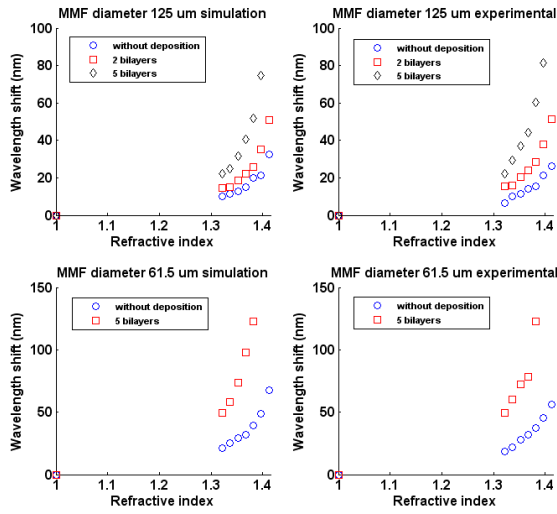 MMF diameter 125 um simulation
Wavelength shift (nm)
100
80
60
40
20
0
without deposition
2 bilayers
5 bilayers
1 1.1 1.2 1.3 1.4
Refractive index
MMF diameter 125 um experimental
Wavelength shift (nm)
100
80
60
40
20
0
without deposition
2 bilayers
5 bilayers
1 1.1 1.2 1.3 1.4
Refractive index
MMF diameter 61.5 um simulation
Wavelength shift (nm)
150
100
50
0
without deposition
5 bilayers
1 1.1 1.2 1.3 1.4
Refractive index
MMF diameter 61.5 um experimental
Wavelength shift (nm)
150
100
50
0
without deposition
5 bilayers
1 1.1 1.2 1.3 1.4
Refractive index